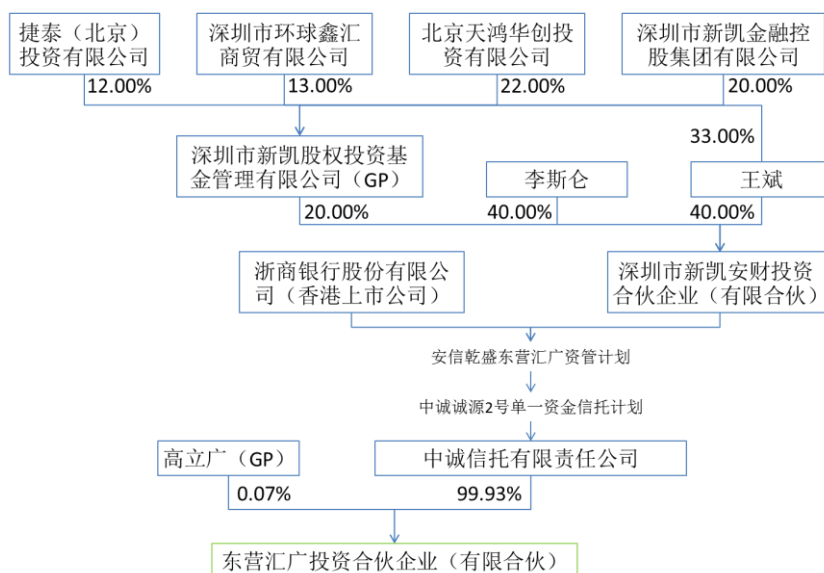 捷泰（北京）
投资有限公司
深圳市环球鑫汇
商贸有限公司
北京天鸿华创投
资有限公司
深圳市新凯金融控
股集团有限公司
12.00%
13.00%
22.00%
20.00%
33.00%
深圳市新凯股权投资基
金管理有限公司（GP）
李斯仑
王斌
20.00%
40.00%
40.00%
浙商银行股份有限公
司（香港上市公司）
深圳市新凯安财投资
合伙企业（有限合伙）
安信乾盛东营汇广资管计划
中诚诚源2号单一资金信托计划
高立广（GP）
中诚信托有限责任公司
0.07%
99.93%
东营汇广投资合伙企业（有限合伙）